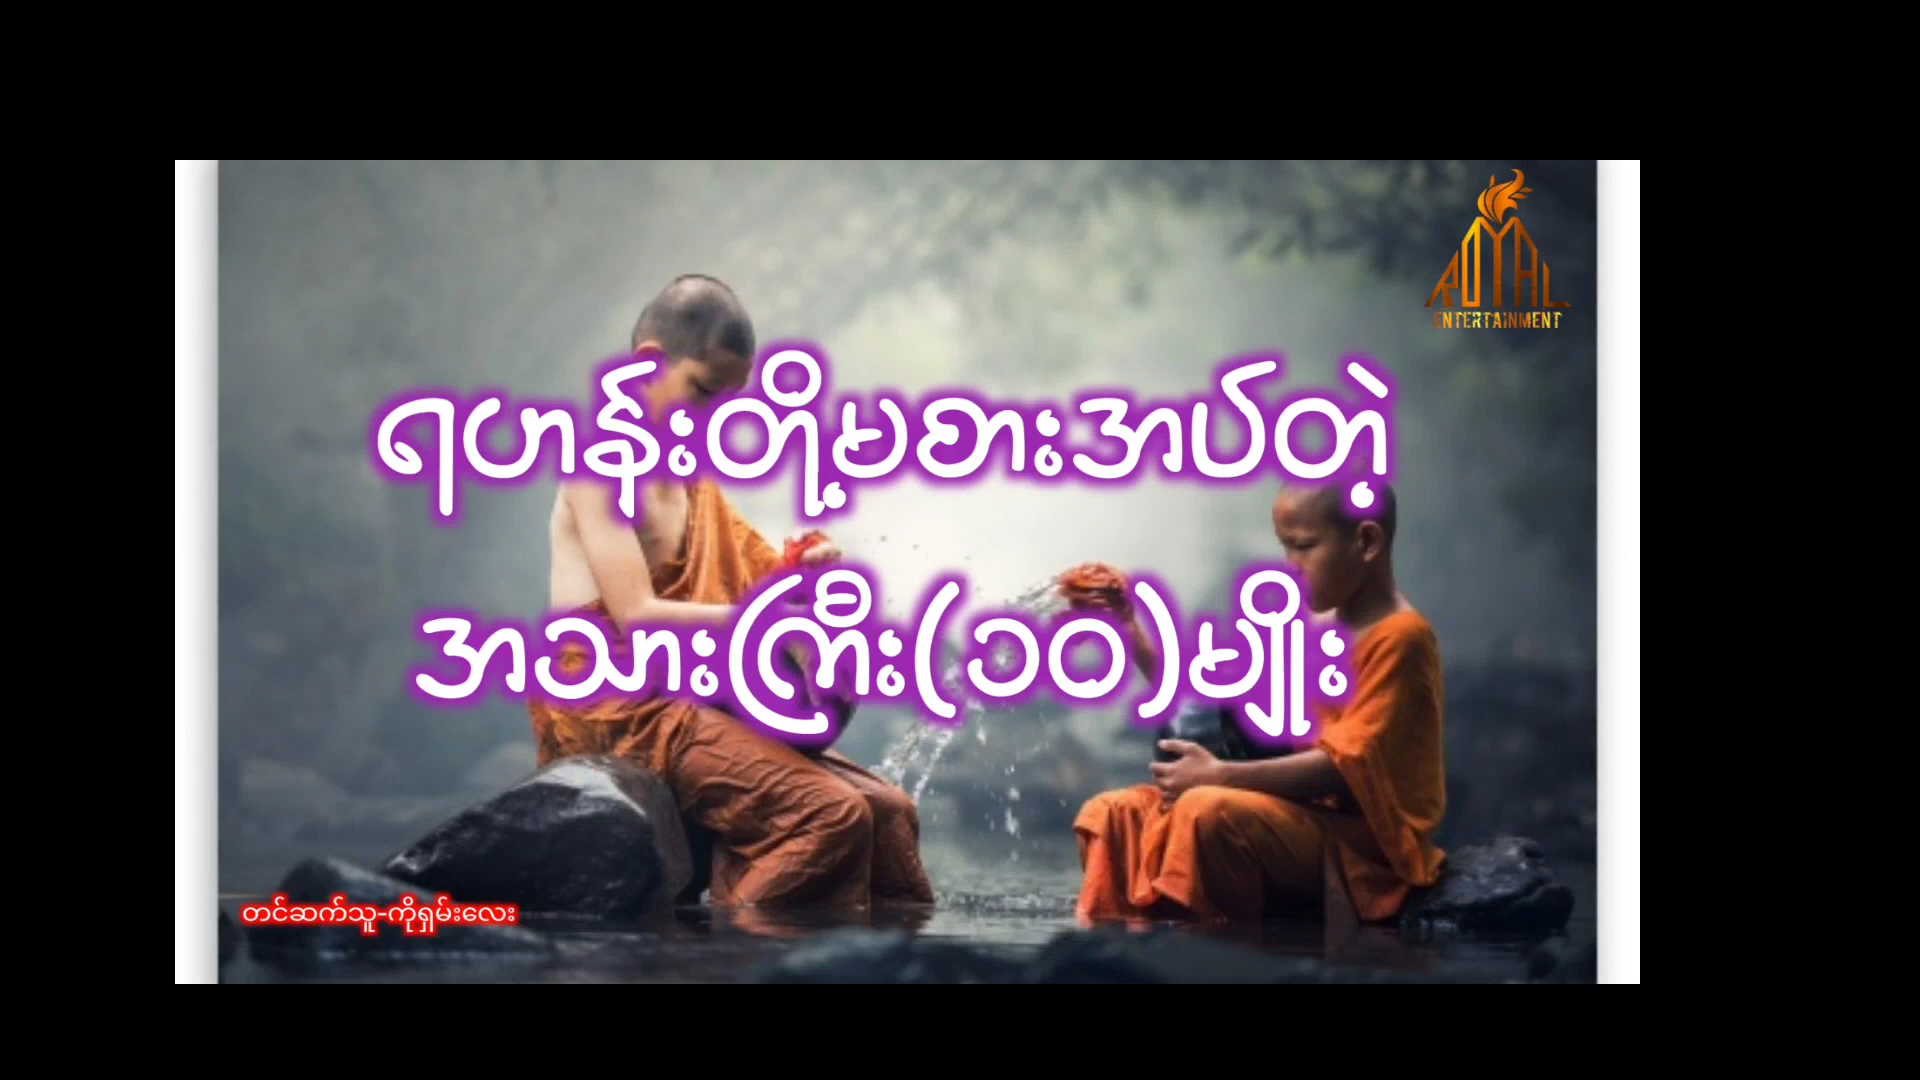 ROYAL
ENTERTAINMENT
ရဟန်းတို့မစားအပ်တဲ့
အသားကြီး(၁၀)မျိုး
တင်ဆက်သူ-ကိုရှမ်းလေး